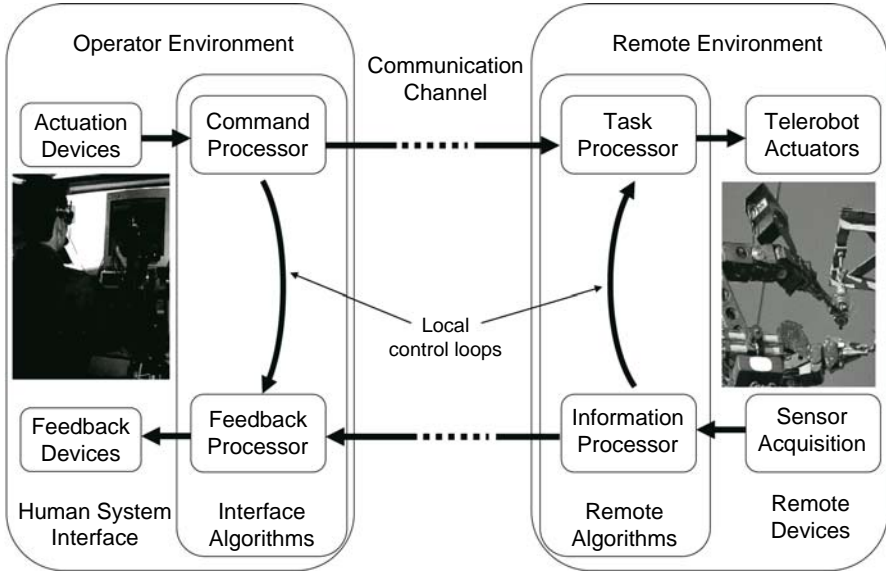 Operator Environment
Communication
Channel
Remote Environment
Actuation
Devices
Command
Processor
Task
Processor
Telerobot
Actuators
Local
control loops
Feedback
Devices
Feedback
Processor
Information
Processor
Sensor
Acquisition
Human System
Interface
Interface
Algorithms
Remote
Algorithms
Remote
Devices